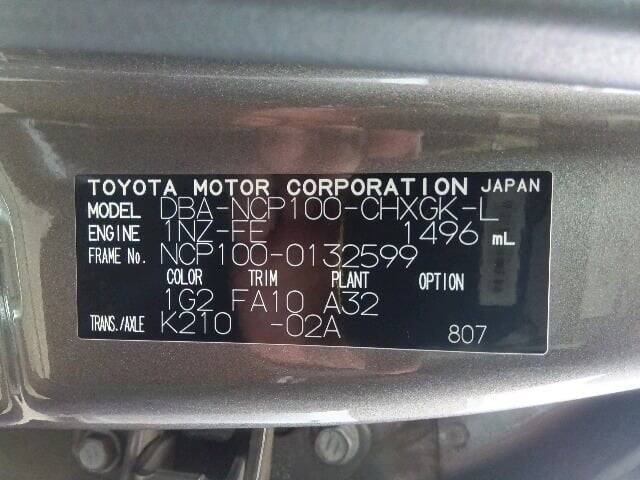 TOYOTA MOTOR CORPORATION JAPAN
MODEL DBA-NCP100-CHXGK-L
ENGINE 1NZ-FE 1496 mL
FRAME No. NCP100-0132599
COLOR TRIM PLANT OPTION
1G2 FA10 A32
TRANS./AXLE K210 -02A 807